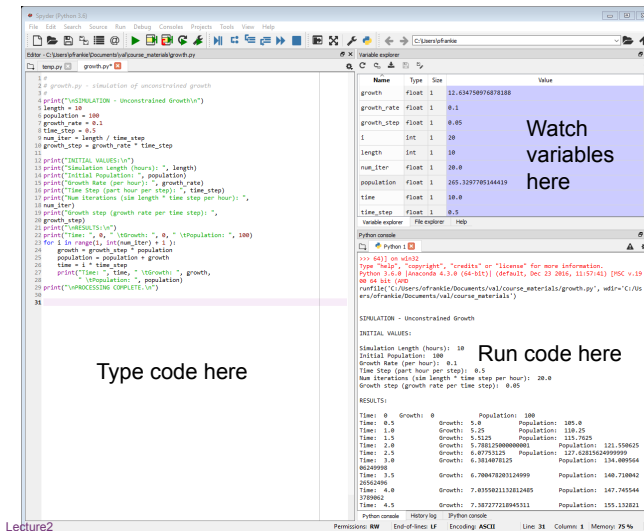 Spyder (Python 3.6)
File Edit Search Source Run Debug Consoles Projects Tools View Help
C:\Users\pfrankie
Editor - C:\Users\ofrankie\Documents\val\course_materials\growth.py
temp.py growth.py*
1 #
2 # growth.py - simulation of unconstrained growth
3 #
4 print("\nSIMULATION - Unconstrained Growth\n")
5 length = 10
6 population = 100
7 growth_rate = 0.1
8 time_step = 0.5
9 num_iter = length / time_step
10 growth_step = growth_rate * time_step
11
12 print("INITIAL VALUES:\n")
13 print("Simulation Length (hours): ", length)
14 print("Initial Population: ", population)
15 print("Growth Rate (per hour): ", growth_rate)
16 print("Time Step (part hour per step): ", time_step)
17 print("Num iterations (sim length * time step per hour): ",
18 num_iter)
19 print("Growth step (growth rate per time step): ",
20 growth_step)
21 print("\nRESULTS:\n")
22 print("Time: ", 0, " \tGrowth: ", 0, " \tPopulation: ", 100)
23 for i in range(1, int(num_iter) + 1 ):
24 growth = growth_step * population
25 population = population + growth
26 time = i * time_step
27 print("Time: ", time, " \tGrowth: ", growth,
28 " \tPopulation: ", population)
29 print("\nPROCESSING COMPLETE.\n")
30
31
Type code here
Variable explorer
Name Type Size Value
growth float 1 12.634750976878188
growth_rate float 1 0.1
growth_step float 1 0.05
i int 1 20
length int 1 10
num_iter float 1 20.0
population float 1 265.3297705144419
time float 1 10.0
time_step float 1 0.5
Watch
variables
here
Variable explorer File explorer Help
Python console
Python 1
>>> 64)] on win32
Type "help", "copyright", "credits" or "license" for more information.
Python 3.6.0 |Anaconda 4.3.0 (64-bit)| (default, Dec 23 2016, 11:57:41) [MSC v.19
00 64 bit (AMD
runfile('C:/Users/ofrankie/Documents/val/course_materials/growth.py', wdir='C:/Us
ers/ofrankie/Documents/val/course_materials')
SIMULATION - Unconstrained Growth
INITIAL VALUES:
Simulation Length (hours): 10
Initial Population: 100
Growth Rate (per hour): 0.1
Time Step (part hour per step): 0.5
Num iterations (sim length * time step per hour): 20.0
Growth step (growth rate per time step): 0.05
Run code here
RESULTS:
Time: 0 Growth: 0 Population: 100
Time: 0.5 Growth: 5.0 Population: 105.0
Time: 1.0 Growth: 5.25 Population: 110.25
Time: 1.5 Growth: 5.5125 Population: 115.7625
Time: 2.0 Growth: 5.788125000000001 Population: 121.550625
Time: 2.5 Growth: 6.07753125 Population: 127.62815624999999
Time: 3.0 Growth: 6.3814078125 Population: 134.009564
06249998
Time: 3.5 Growth: 6.700478203124999 Population: 140.710042
26562496
Time: 4.0 Growth: 7.0355021132812485 Population: 147.745544
3789062
Time: 4.5 Growth: 7.387277218945311 Population: 155.132821
Python console History log IPython console
Permissions: RW End-of-lines: LF Encoding: ASCII Line: 31 Column: 1 Memory: 75 %
Lecture2